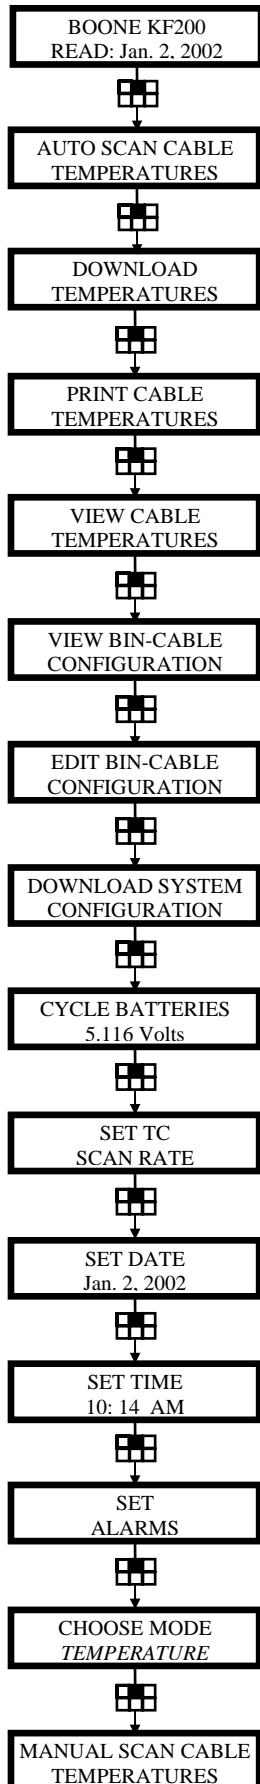 BOONE KF200
READ: Jan. 2, 2002
AUTO SCAN CABLE
TEMPERATURES
DOWNLOAD
TEMPERATURES
PRINT CABLE
TEMPERATURES
VIEW CABLE
TEMPERATURES
VIEW BIN-CABLE
CONFIGURATION
EDIT BIN-CABLE
CONFIGURATION
DOWNLOAD SYSTEM
CONFIGURATION
CYCLE BATTERIES
5.116 Volts
SET TC
SCAN RATE
SET DATE
Jan. 2, 2002
SET TIME
10: 14 AM
SET
ALARMS
CHOOSE MODE
TEMPERATURE
MANUAL SCAN CABLE
TEMPERATURES